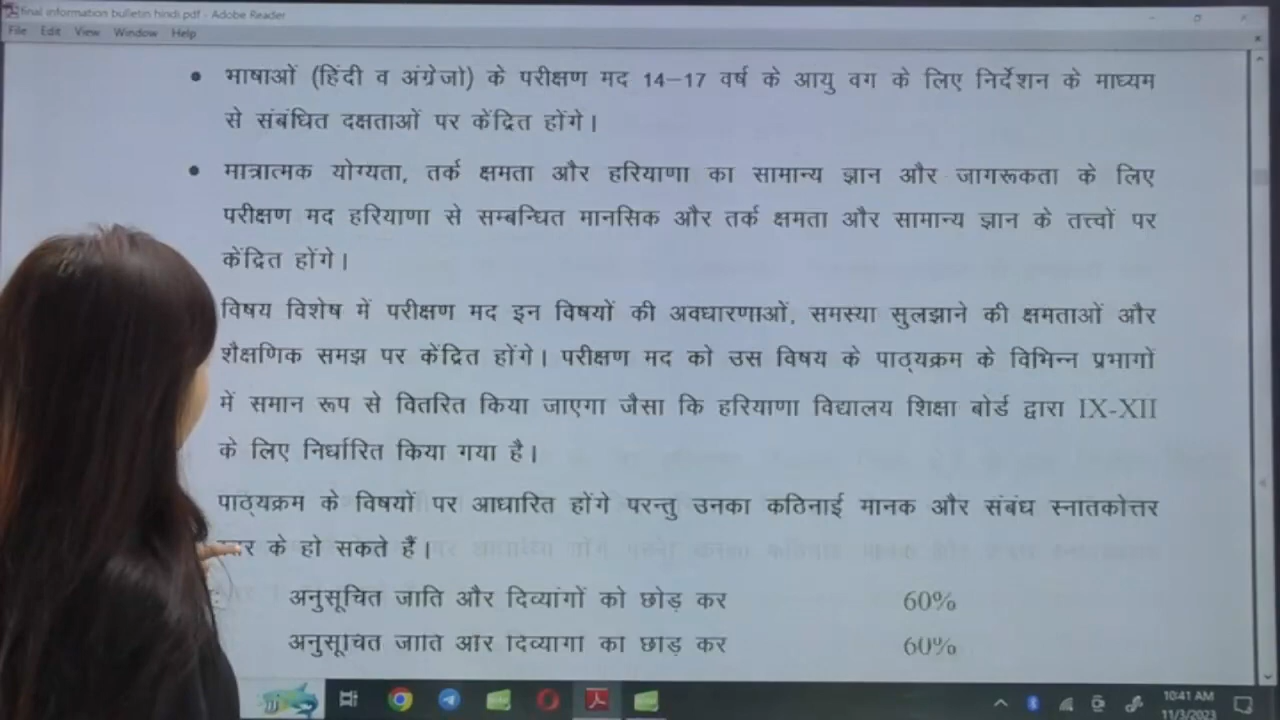 final information bulletin hindi.pdf - Adobe Reader
File Edit View Window Help
• भाषाओं (हिंदी व अंग्रेजो) के परीक्षण मद 14–17 वर्ष के आयु वग के लिए निर्देशन के माध्यम
से संबंधित दक्षताओं पर केंद्रित होंगे।
• मात्रात्मक योग्यता, तर्क क्षमता और हरियाणा का सामान्य ज्ञान और जागरूकता के लिए
परीक्षण मद हरियाणा से सम्बन्धित मानसिक और तर्क क्षमता और सामान्य ज्ञान के तत्त्वों पर
केंद्रित होंगे।
विषय विशेष में परीक्षण मद इन विषयों की अवधारणाओं, समस्या सुलझाने की क्षमताओं और
शैक्षणिक समझ पर केंद्रित होंगे। परीक्षण मद को उस विषय के पाठ्यक्रम के विभिन्न प्रभागों
में समान रूप से वितरित किया जाएगा जैसा कि हरियाणा विद्यालय शिक्षा बोर्ड द्वारा IX-XII
के लिए निर्धारित किया गया है।
पाठ्यक्रम के विषयों पर आधारित होंगे परन्तु उनका कठिनाई मानक और संबंध स्नातकोत्तर
के हो सकते हैं।
अनुसूचित जाति और दिव्यांगों को छोड़ कर 60%
अनुसूचित जाति और दिव्यांगों को छोड़ कर 60%
10:41 AM
11/3/2023